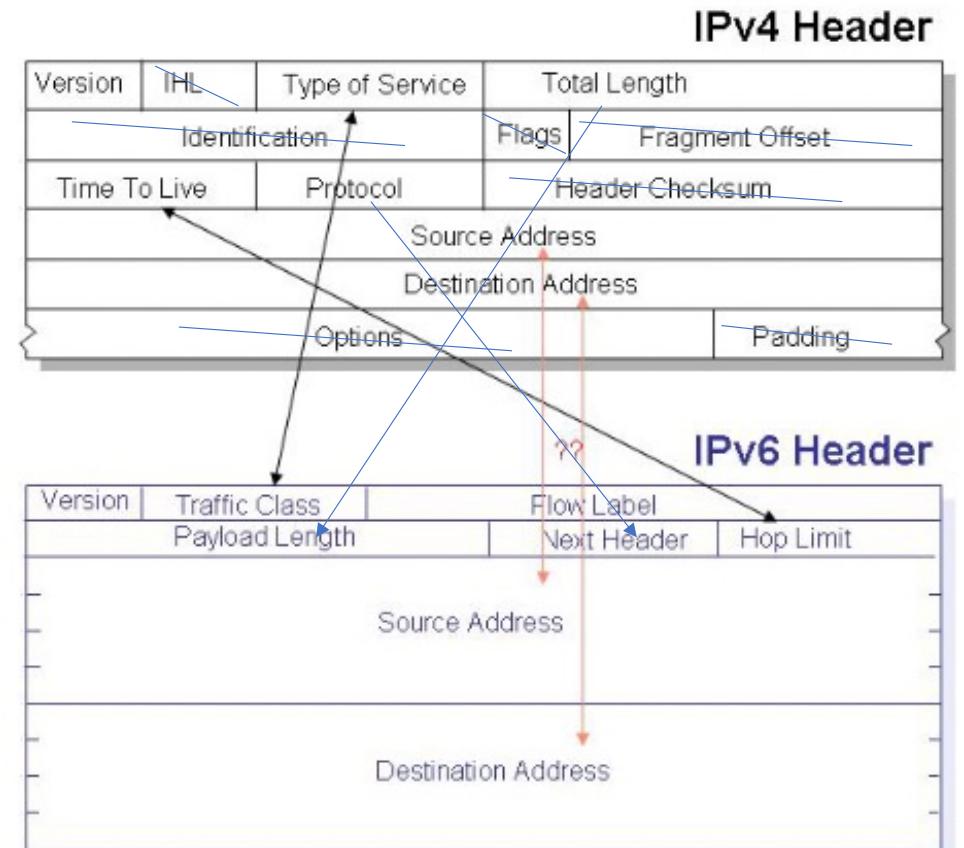 IPv4 Header
Version IHL Type of Service Total Length
Identification Flags Fragment Offset
Time To Live Protocol Header Checksum
Source Address
Destination Address
Options Padding
??
IPv6 Header
Version Traffic Class Flow Label
Payload Length Next Header Hop Limit
Source Address
Destination Address